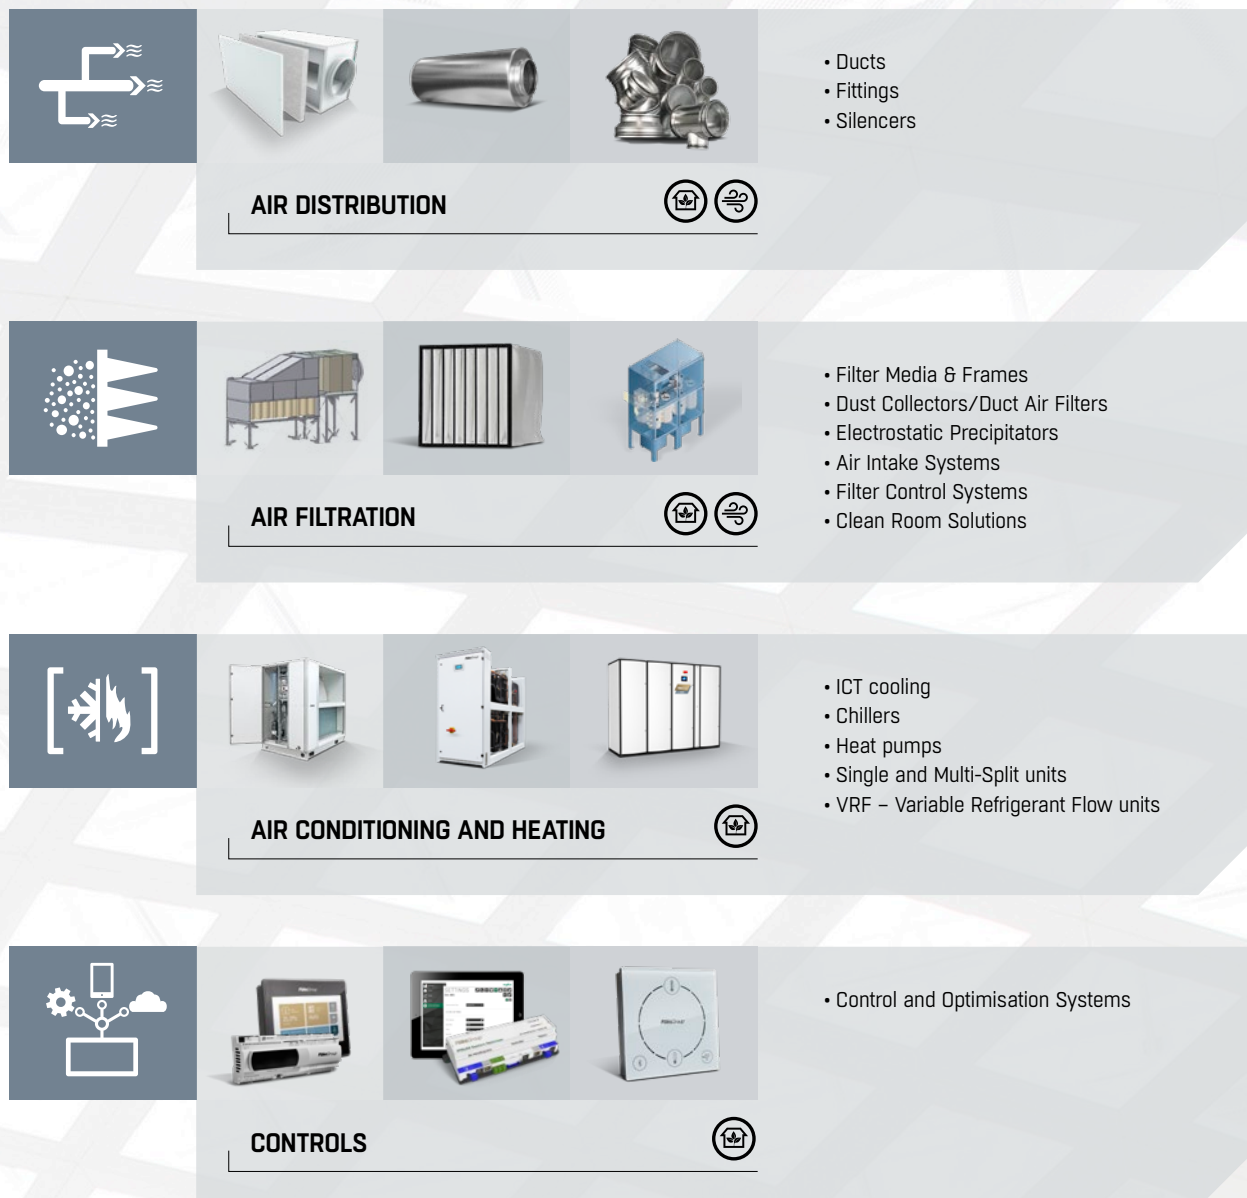 • Ducts
• Fittings
• Silencers
AIR DISTRIBUTION
• Filter Media & Frames
• Dust Collectors/Duct Air Filters
• Electrostatic Precipitators
• Air Intake Systems
• Filter Control Systems
• Clean Room Solutions
AIR FILTRATION
• ICT cooling
• Chillers
• Heat pumps
• Single and Multi-Split units
• VRF – Variable Refrigerant Flow units
AIR CONDITIONING AND HEATING
SETTINGS
• Control and Optimisation Systems
CONTROLS